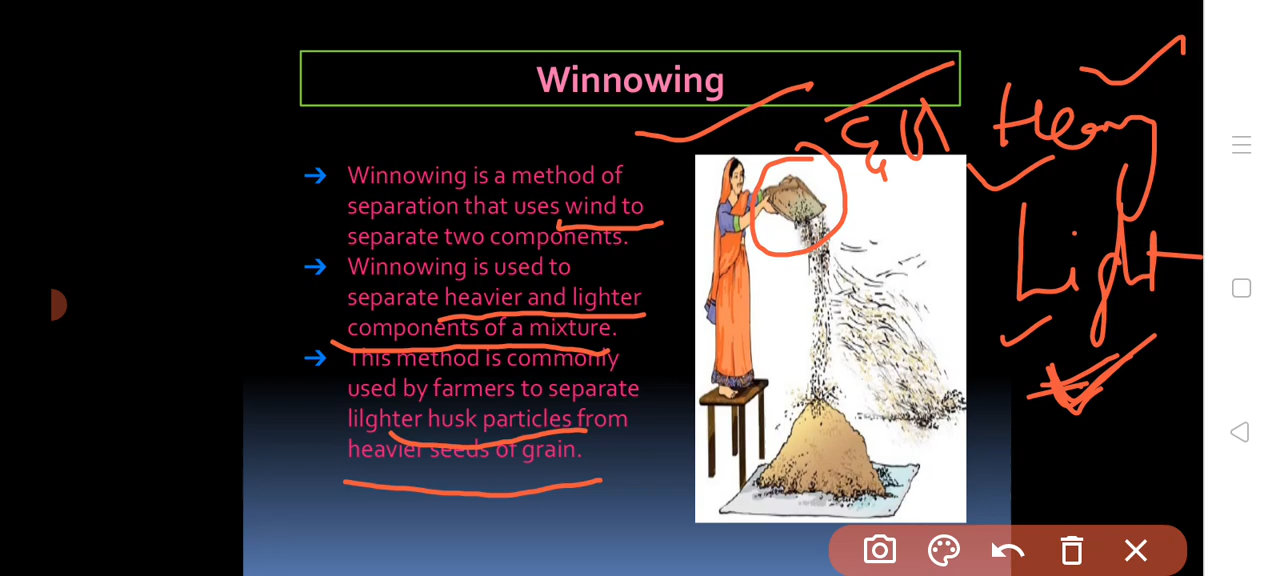 Winnowing
Winnowing is a method of
separation that uses wind to
separate two components.
Winnowing is used to
separate heavier and lighter
components of a mixture.
This method is commonly
used by farmers to separate
lilghter husk particles from
heavier seeds of grain.
Heavy
Light